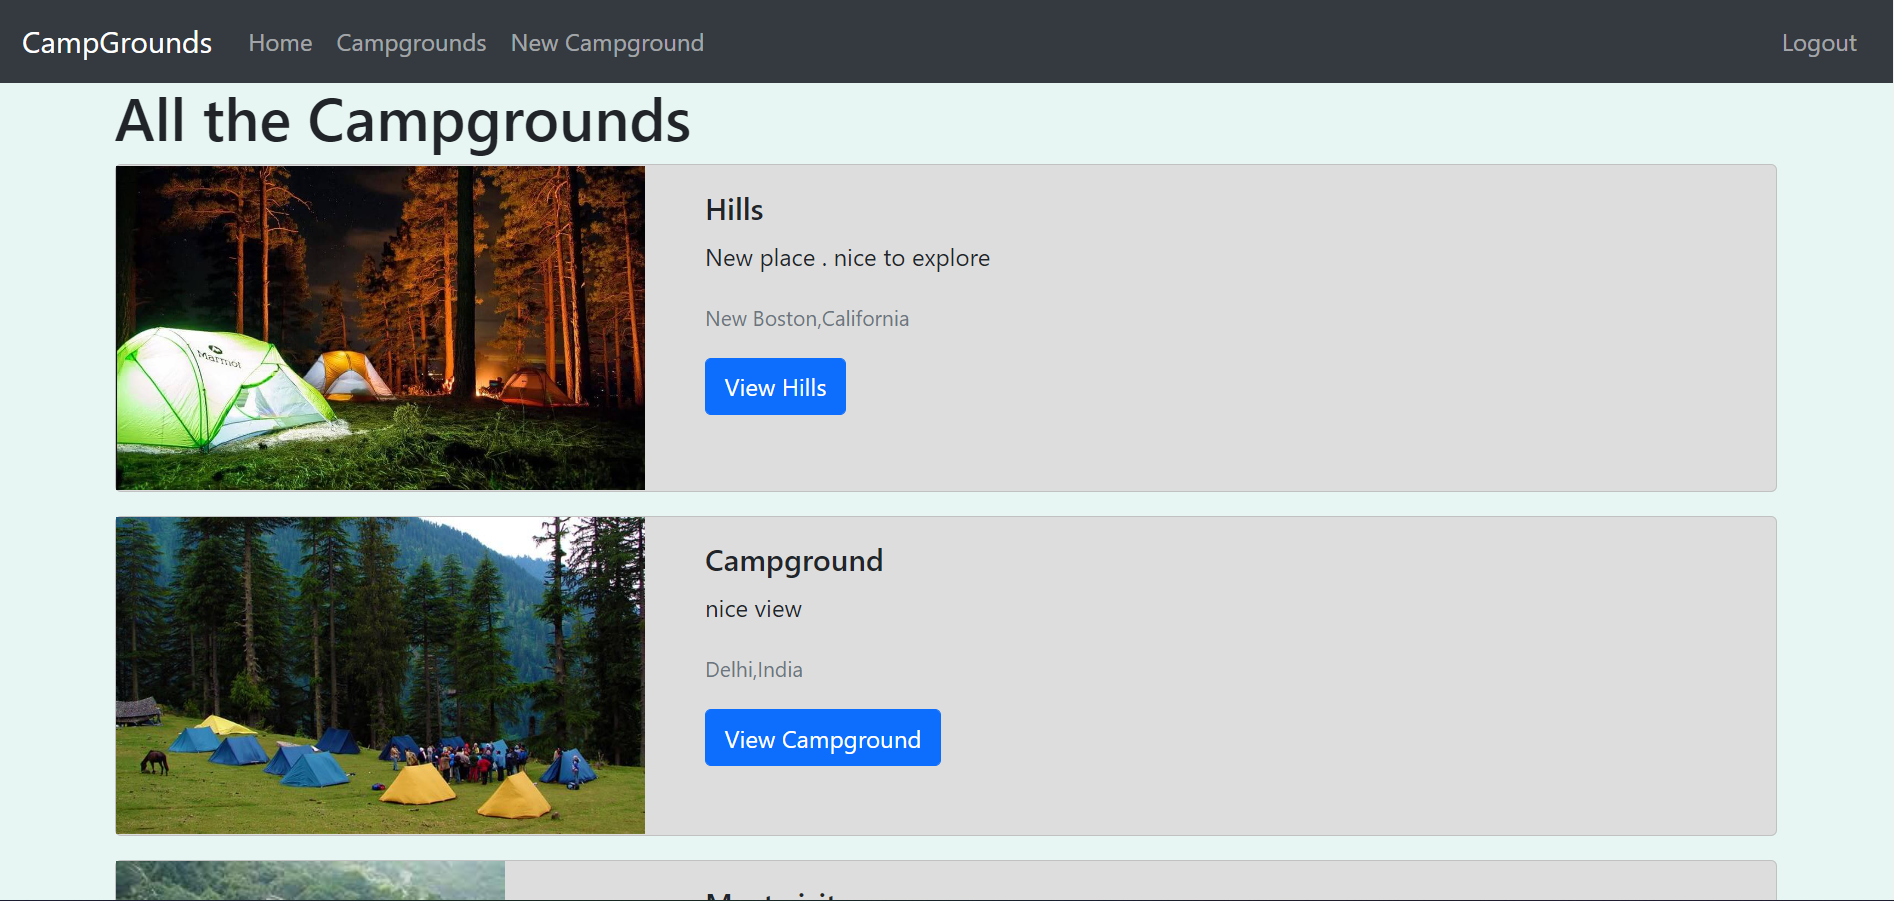 CampGrounds Home Campgrounds New Campground Logout
All the Campgrounds
Marmot
Hills
New place . nice to explore
New Boston,California
View Hills
Campground
nice view
Delhi,India
View Campground